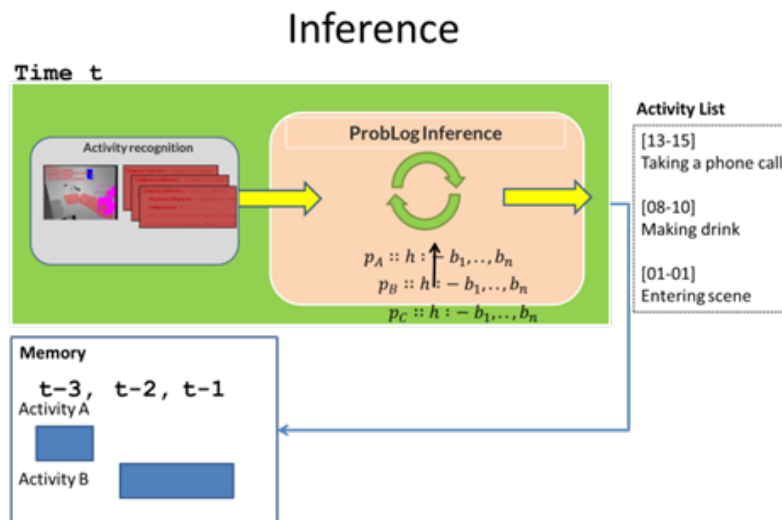 Inference
Time t
Activity recognition
ProbLog Inference
p_A :: h :− b_1,..,b_n
p_B :: h :− b_1,..,b_n
p_C :: h :− b_1,..,b_n
Activity List
[13-15]
Taking a phone call
[08-10]
Making drink
[01-01]
Entering scene
Memory
t-3, t-2, t-1
Activity A
Activity B